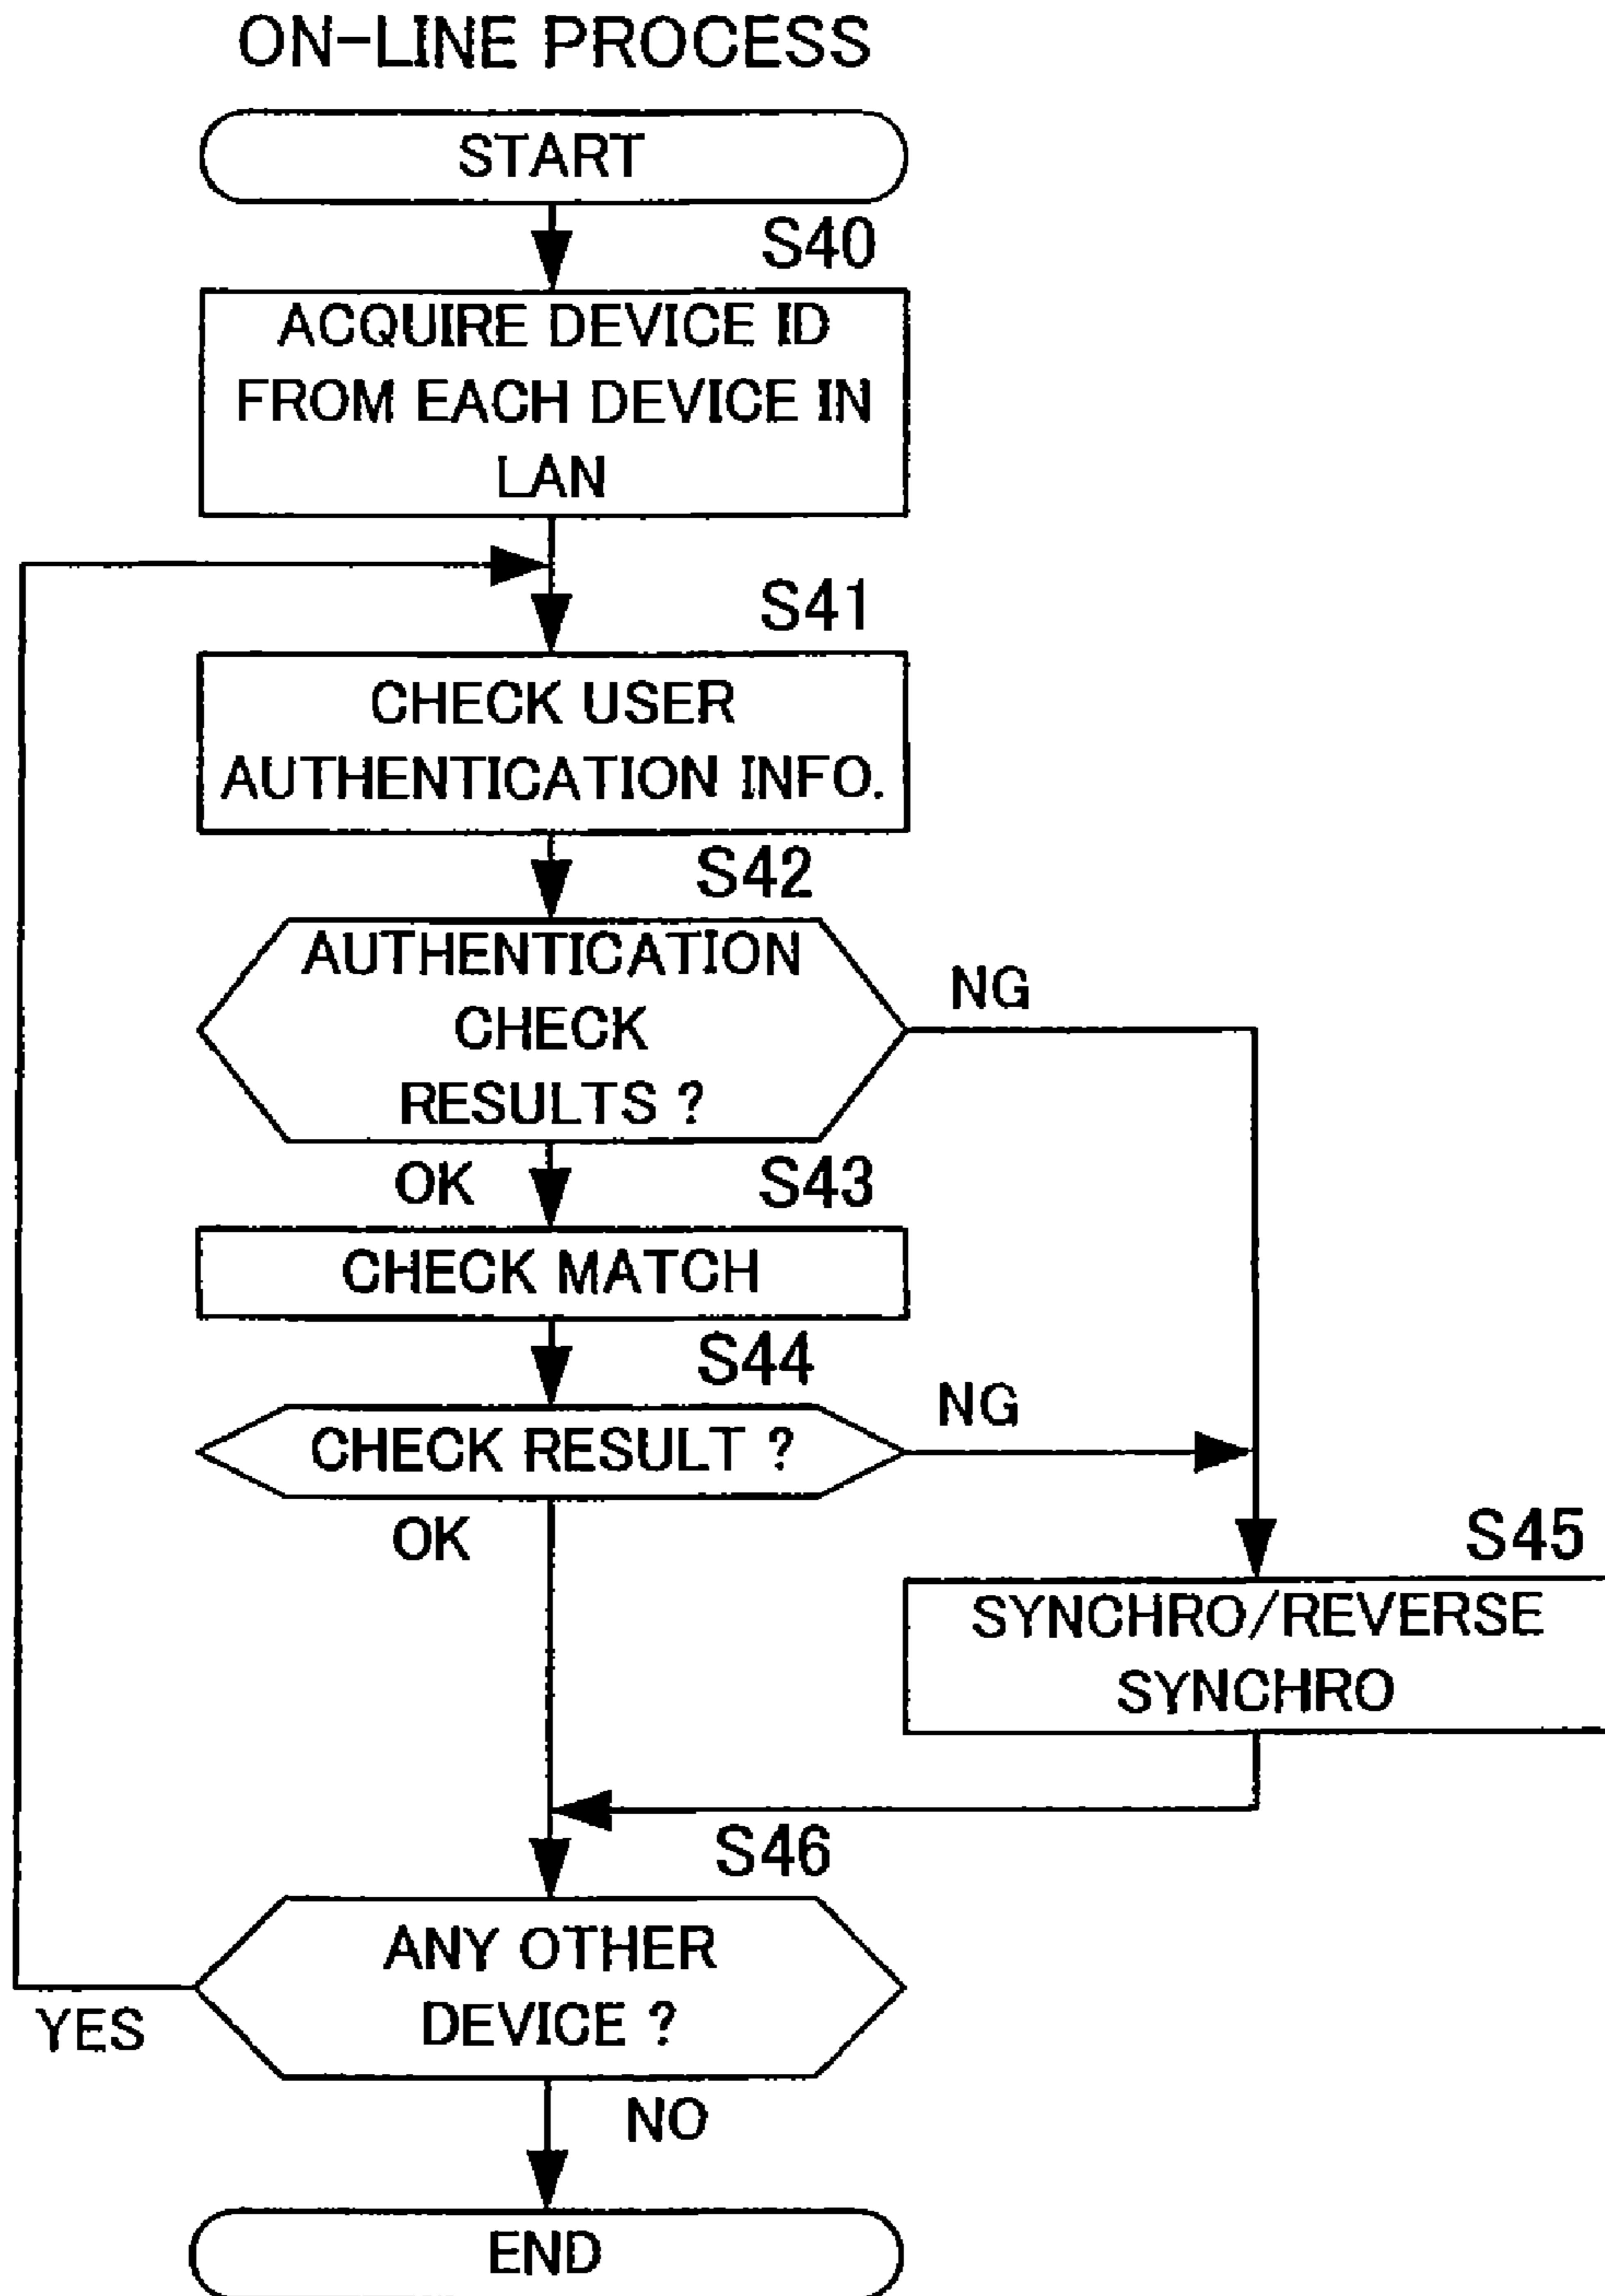 ON-LINE PROCESS
START
S40
ACQUIRE DEVICE ID
FROM EACH DEVICE IN
LAN
S41
CHECK USER
AUTHENTICATION INFO.
S42
AUTHENTICATION
CHECK
RESULTS ?
NG
OK
S43
CHECK MATCH
S44
CHECK RESULT ?
NG
OK
S45
SYNCHRO/REVERSE
SYNCHRO
S46
ANY OTHER
DEVICE ?
YES
NO
END